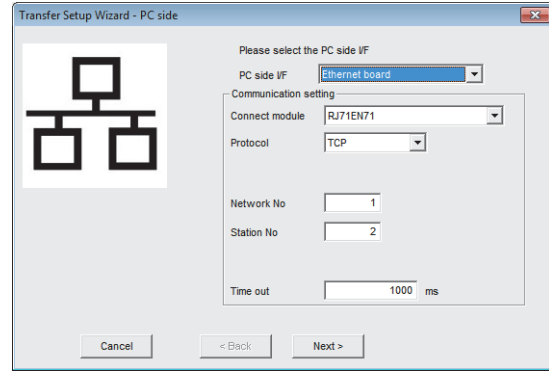 Transfer Setup Wizard - PC side
Please select the PC side I/F
PC side I/F Ethernet board
Communication setting
Connect module RJ71EN71
Protocol TCP
Network No 1
Station No 2
Time out 1000 ms
Cancel < Back Next >